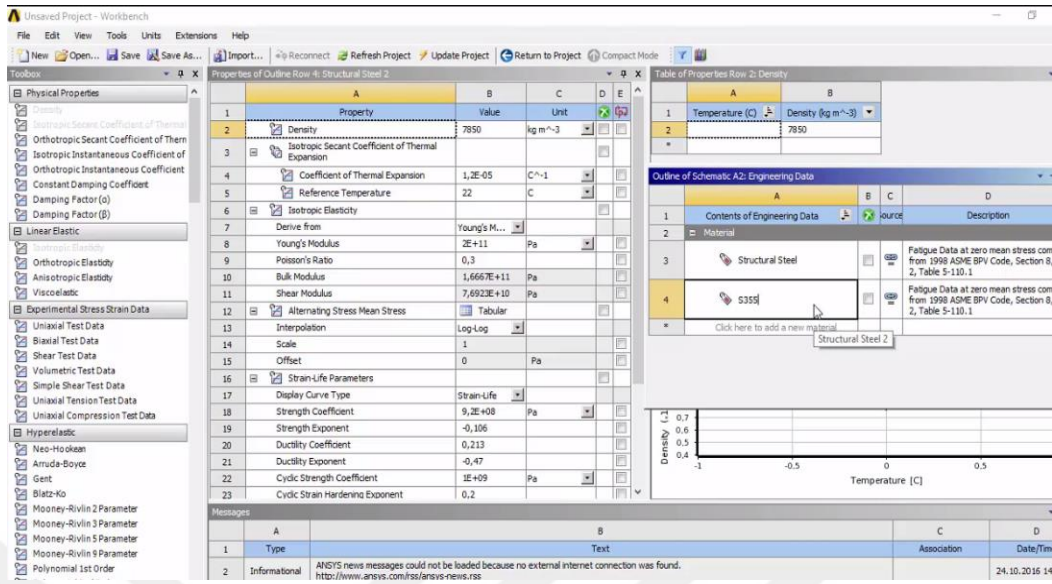 Unsaved Project - Workbench
File Edit View Tools Units Extensions Help
New Open... Save Save As... Import... Reconnect Refresh Project Update Project Return to Project Compact Mode
Toolbox
Physical Properties
Density
Isotropic Secant Coefficient of Thermal
Orthotropic Secant Coefficient of Therm
Isotropic Instantaneous Coefficient of
Orthotropic Instantaneous Coefficient
Constant Damping Coefficient
Damping Factor (α)
Damping Factor (β)
Linear Elastic
Isotropic Elasticity
Orthotropic Elasticity
Anisotropic Elasticity
Viscoelastic
Experimental Stress Strain Data
Uniaxial Test Data
Biaxial Test Data
Shear Test Data
Volumetric Test Data
Simple Shear Test Data
Uniaxial Tension Test Data
Uniaxial Compression Test Data
Hyperelastic
Neo-Hookean
Arruda-Boyce
Gent
Blatz-Ko
Mooney-Rivlin 2 Parameter
Mooney-Rivlin 3 Parameter
Mooney-Rivlin 5 Parameter
Mooney-Rivlin 9 Parameter
Polynomial 1st Order
Properties of Outline Row 4: Structural Steel 2
A B C D E
1 Property Value Unit
2 Density 7850 kg m^-3
3 Isotropic Secant Coefficient of Thermal
Expansion
4 Coefficient of Thermal Expansion 1,2E-05 C^-1
5 Reference Temperature 22 C
6 Isotropic Elasticity
7 Derive from Young's M...
8 Young's Modulus 2E+11 Pa
9 Poisson's Ratio 0,3
10 Bulk Modulus 1,6667E+11 Pa
11 Shear Modulus 7,6923E+10 Pa
12 Alternating Stress Mean Stress Tabular
13 Interpolation Log-Log
14 Scale 1
15 Offset 0 Pa
16 Strain-Life Parameters
17 Display Curve Type Strain-Life
18 Strength Coefficient 9,2E+08 Pa
19 Strength Exponent -0,106
20 Ductility Coefficient 0,213
21 Ductility Exponent -0,47
22 Cyclic Strength Coefficient 1E+09 Pa
23 Cyclic Strain Hardening Exponent 0,2
Table of Properties Row 2: Density
A B
1 Temperature (C) Density (kg m^-3)
2 7850
*
Outline of Schematic A2: Engineering Data
A B C D
1 Contents of Engineering Data ource Description
2 Material
3 Structural Steel Fatigue Data at zero mean stress com
from 1998 ASME BPV Code, Section 8,
2, Table 5-110.1
4 S355 Fatigue Data at zero mean stress com
from 1998 ASME BPV Code, Section 8,
2, Table 5-110.1
* Click here to add a new material
Structural Steel 2
Density (.1
0,7
0,6
0,5
0,4
-1 -0.5 0 0.5
Temperature [C]
Messages
A B C D
1 Type Text Association Date/Tim
2 Informational ANSYS news messages could not be loaded because no external internet connection was found.
http://www.ansys.com/rss/ansys-news.rss
24.10.2016 14